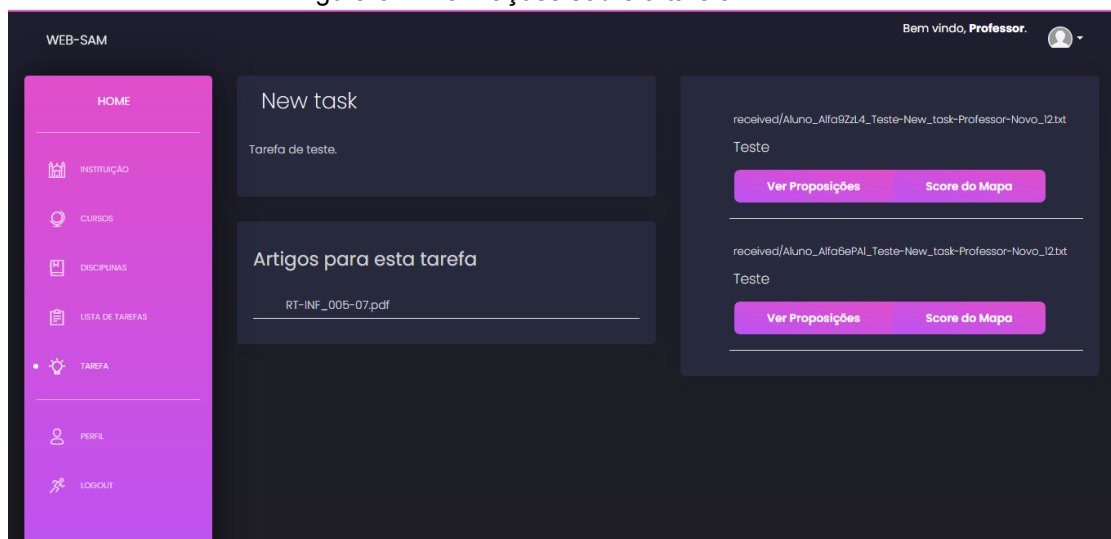 WEB-SAM
Bem vindo, Professor.
HOME
INSTITUIÇÃO
CURSOS
DISCIPLINAS
LISTA DE TAREFAS
TAREFA
PERFIL
LOGOUT
New task
Tarefa de teste.
Artigos para esta tarefa
RT-INF_005-07.pdf
received/Aluno_Alfa9ZzL4_Teste-New_task-Professor-Novo_12.txt
Teste
Ver Proposições Score do Mapa
received/Aluno_Alfa6ePAl_Teste-New_task-Professor-Novo_12.txt
Teste
Ver Proposições Score do Mapa